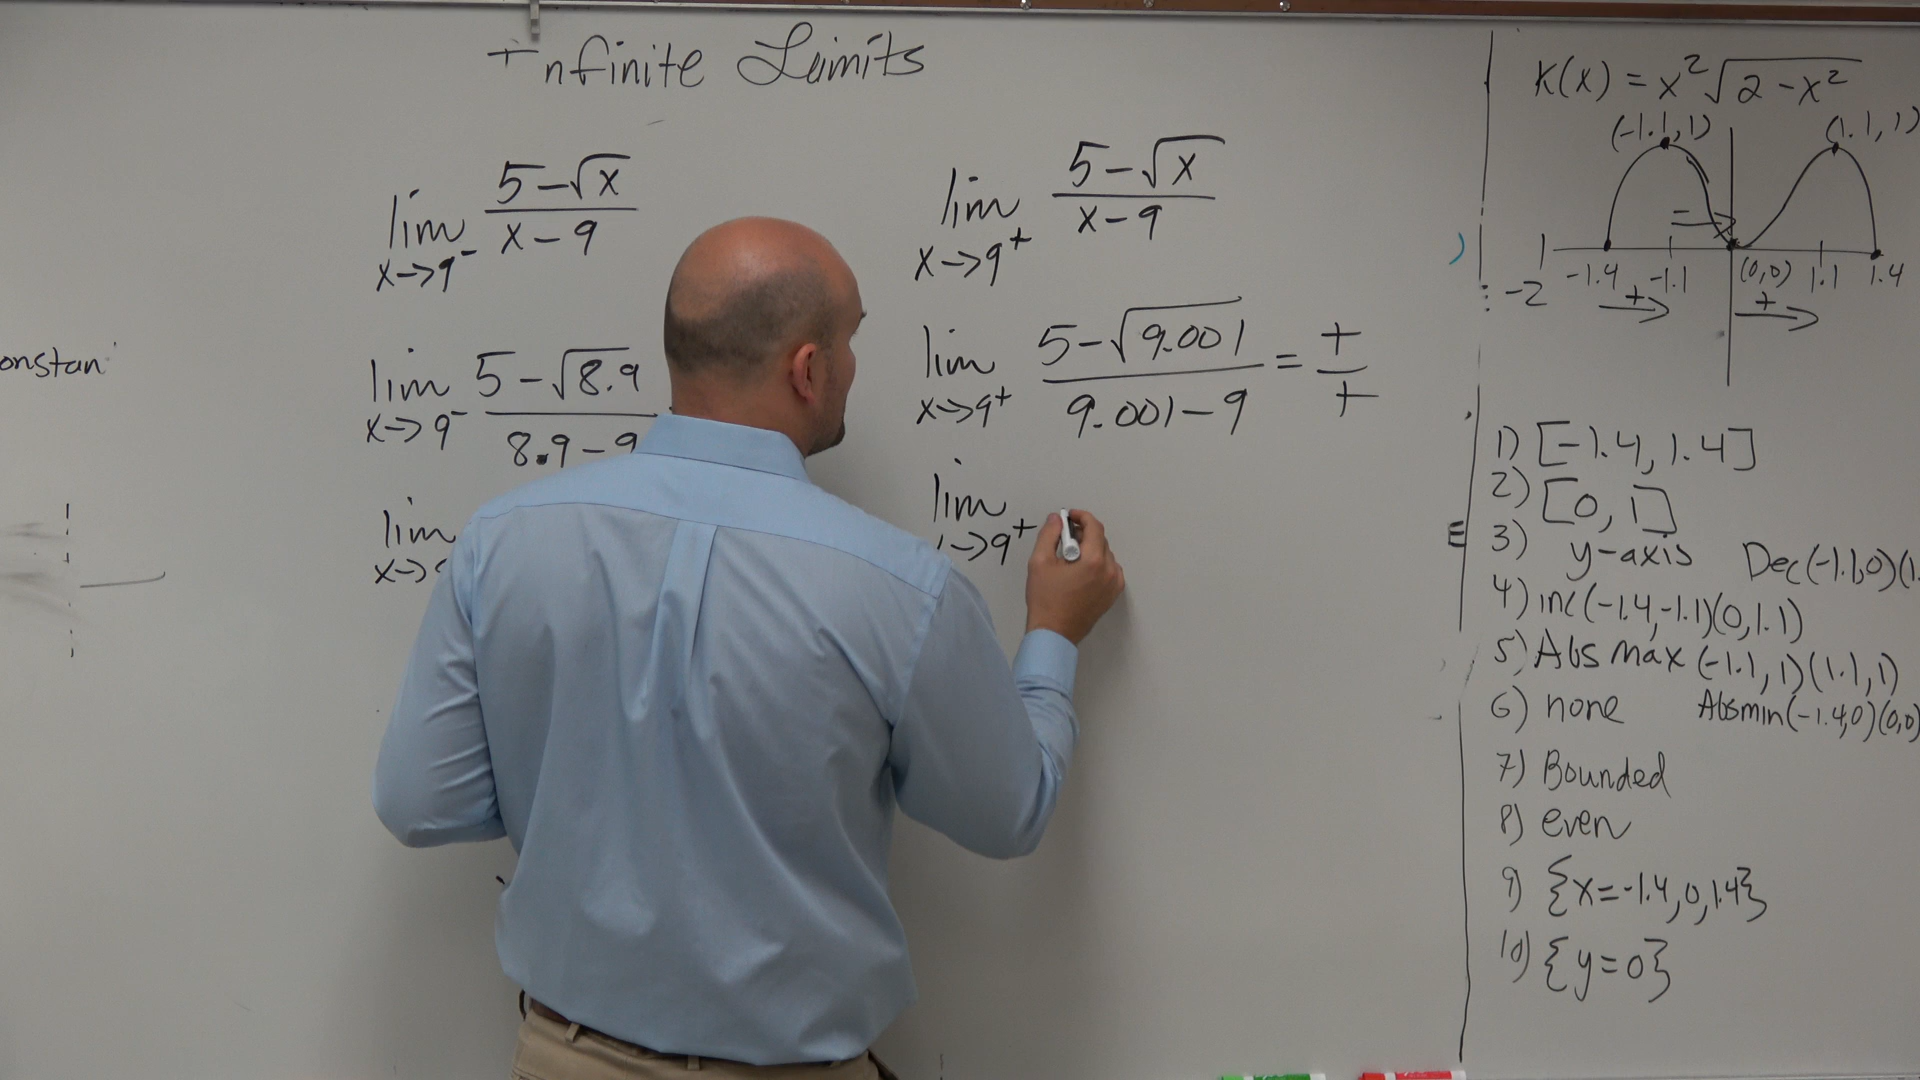 Infinite Limits
lim x→9⁻ (5-√x)/(x-9)
lim x→9⁻ (5-√8.9)/(8.9-9
lim
x→
lim x→9⁺ (5-√x)/(x-9)
lim x→9⁺ (5-√9.001)/(9.001-9) = +/+
lim
→9⁺
K(x) = x²√(2-x²)
(-1.1,1) (1.1,1)
-1.4 -1.1 (0,0) 1.1 1.4
-2 + +
1) [-1.4, 1.4]
2) [0, 1]
3) y-axis Dec(-1.1,0)(1.
4) inc(-1.4,-1.1)(0,1.1)
5) Abs max (-1.1,1)(1.1,1)
6) none Absmin(-1.4,0)(0,0)
7) Bounded
8) even
9) {x=-1.4,0,1.4}
10) {y=0}